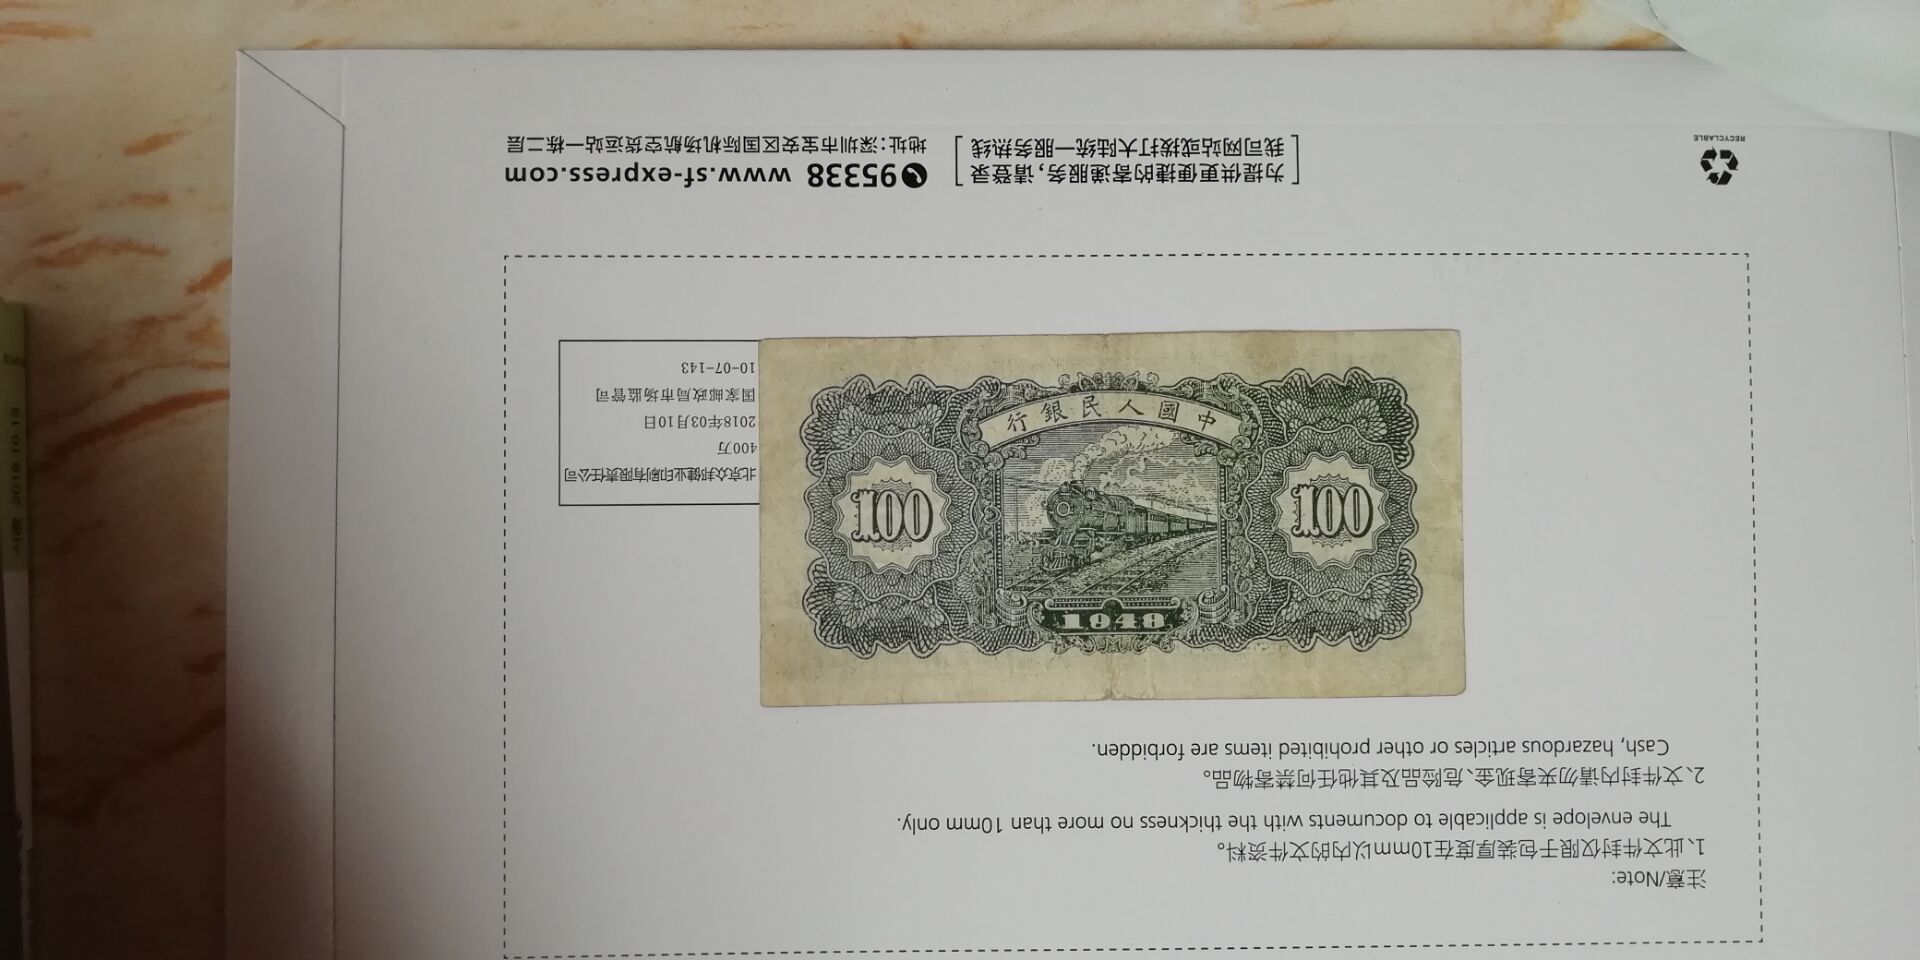 注意/Note:
1、此文件封仅限于包装厚度在10mm以内的文件资料。
The envelope is applicable to documents with the thickness no more than 10mm only.
2、文件封内请勿夹寄现金、危险品及其他任何禁寄物品。
Cash, hazardous articles or other prohibited items are forbidden.
行銀民人國中
100
100
1948
北京众邦健业印刷有限责任公司
400万
2018年03月10日
国家邮政局市场监管司
10-07-143
为提供更便捷的寄递服务，请登录
我司网站或拨打大陆统一服务热线
95338 www.sf-express.com
地址：深圳市宝安区国际机场航空货运站一栋二层
RECYCLABLE
2018 10 13